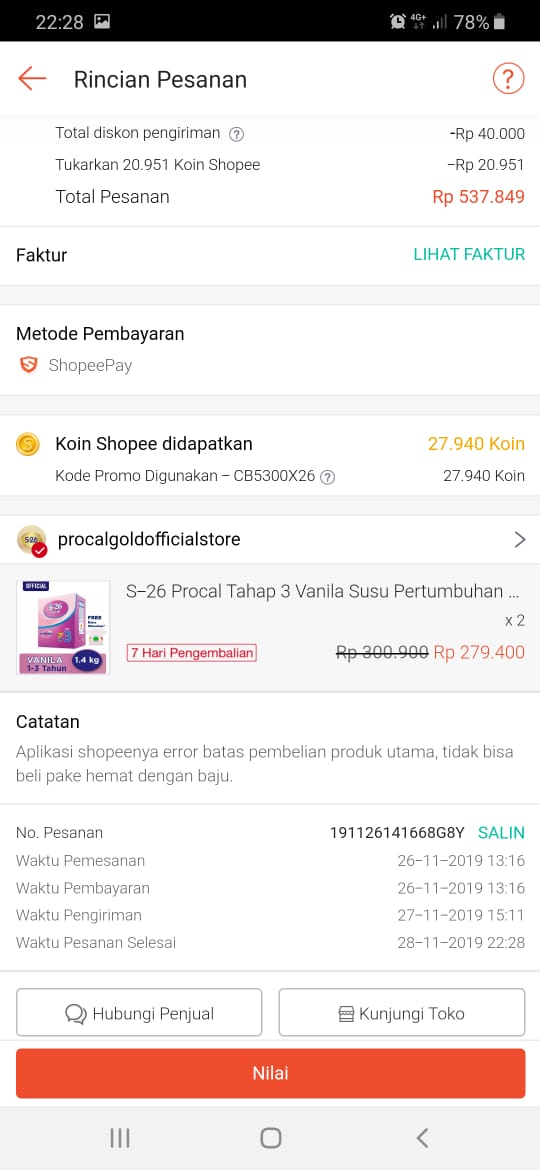 22:28 4G+ 78%
Rincian Pesanan ?
Total diskon pengiriman ? -Rp 40.000
Tukarkan 20.951 Koin Shopee -Rp 20.951
Total Pesanan Rp 537.849
Faktur LIHAT FAKTUR
Metode Pembayaran
ShopeePay
Koin Shopee didapatkan 27.940 Koin
Kode Promo Digunakan - CB5300X26 ? 27.940 Koin
procalgoldofficialstore
OFFICIAL
S-26
FREE
VANILA 1.4 kg
1-3 Tahun
S-26 Procal Tahap 3 Vanila Susu Pertumbuhan ...
x 2
7 Hari Pengembalian Rp 300.900 Rp 279.400
Catatan
Aplikasi shopeenya error batas pembelian produk utama, tidak bisa
beli pake hemat dengan baju.
No. Pesanan 191126141668G8Y SALIN
Waktu Pemesanan 26-11-2019 13:16
Waktu Pembayaran 26-11-2019 13:16
Waktu Pengiriman 27-11-2019 15:11
Waktu Pesanan Selesai 28-11-2019 22:28
Hubungi Penjual Kunjungi Toko
Nilai